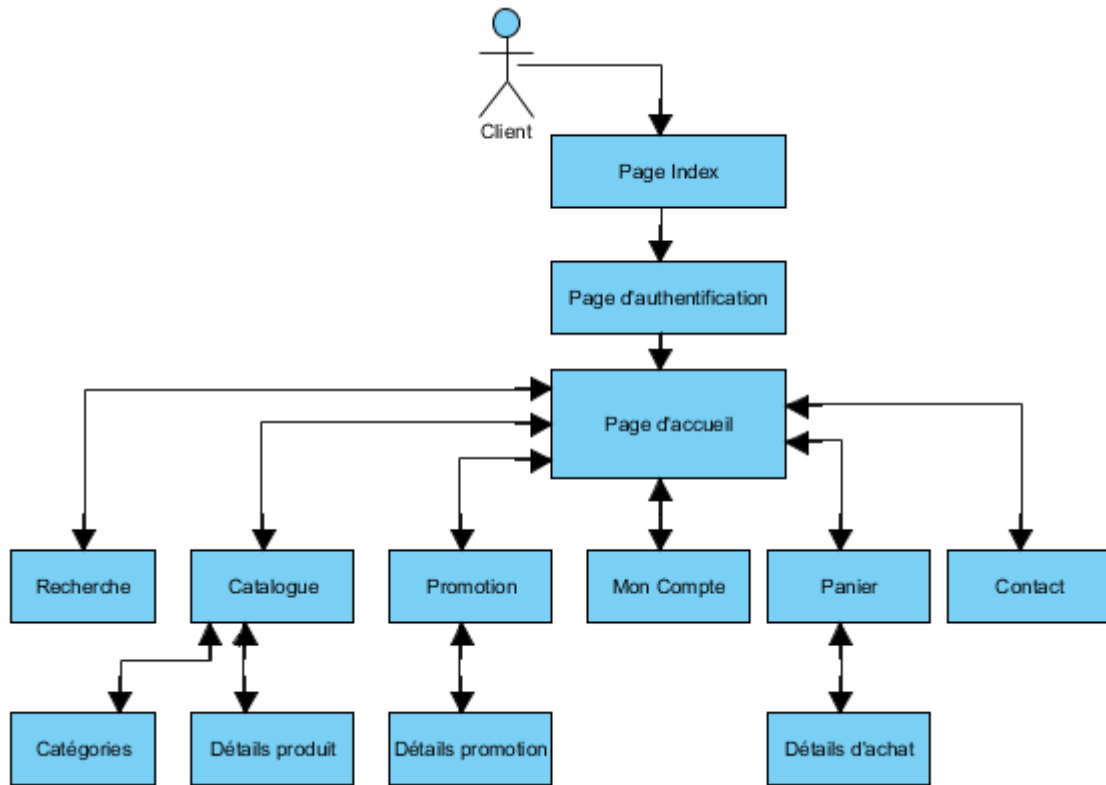 Client
Page Index
Page d'authentification
Page d'accueil
Recherche
Catalogue
Promotion
Mon Compte
Panier
Contact
Catégories
Détails produit
Détails promotion
Détails d'achat